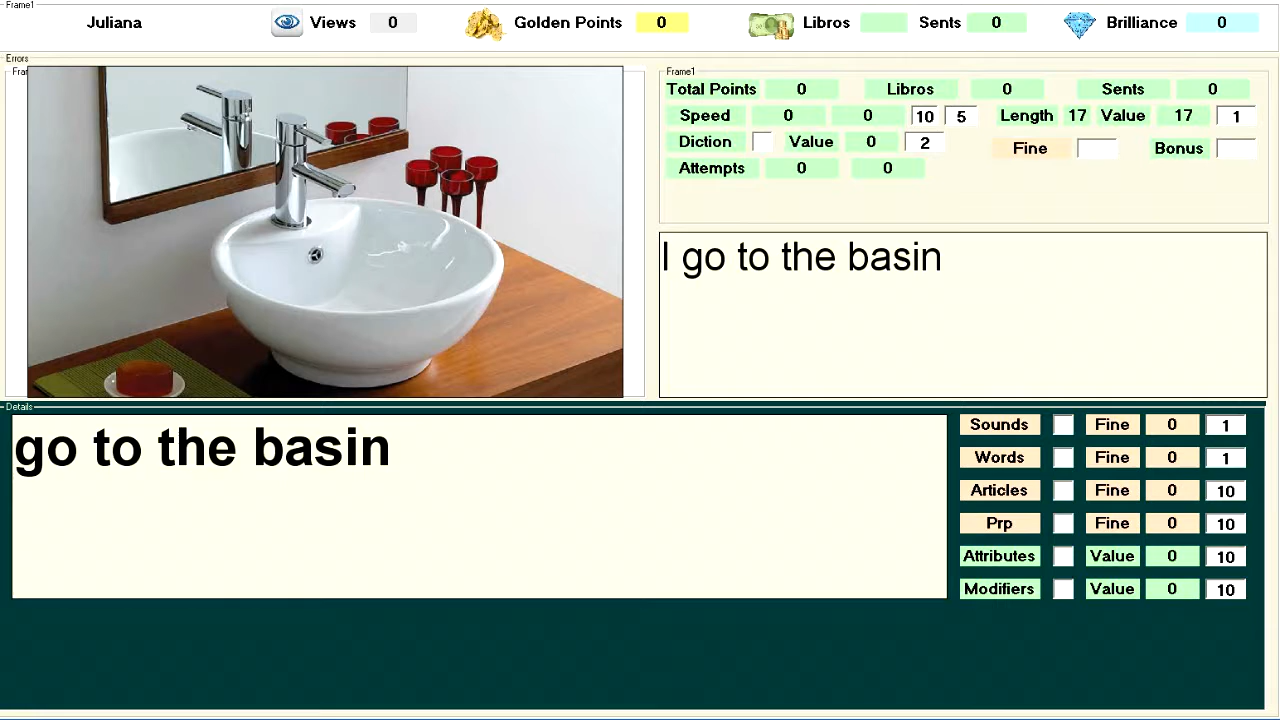 Frame1
Juliana Views 0 Golden Points 0 Libros Sents 0 Brilliance 0
Errors
Frame1
Total Points 0 Libros 0 Sents 0
Speed 0 0 10 5 Length 17 Value 17 1
Diction Value 0 2 Fine Bonus
Attempts 0 0
I go to the basin
Details
go to the basin
Sounds Fine 0 1
Words Fine 0 1
Articles Fine 0 10
Prp Fine 0 10
Attributes Value 0 10
Modifiers Value 0 10